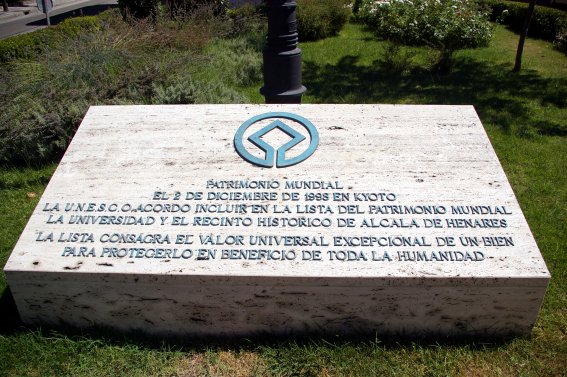 PATRIMONIO MUNDIAL
EL 2 DE DICIEMBRE DE 1998 EN KYOTO
LA U.N.E.S.C.O. ACORDO INCLUIR EN LA LISTA DEL PATRIMONIO MUNDIAL
LA UNIVERSIDAD Y EL RECINTO HISTORICO DE ALCALA DE HENARES
LA LISTA CONSAGRA EL VALOR UNIVERSAL EXCEPCIONAL DE UN BIEN
PARA PROTEGERLO EN BENEFICIO DE TODA LA HUMANIDAD